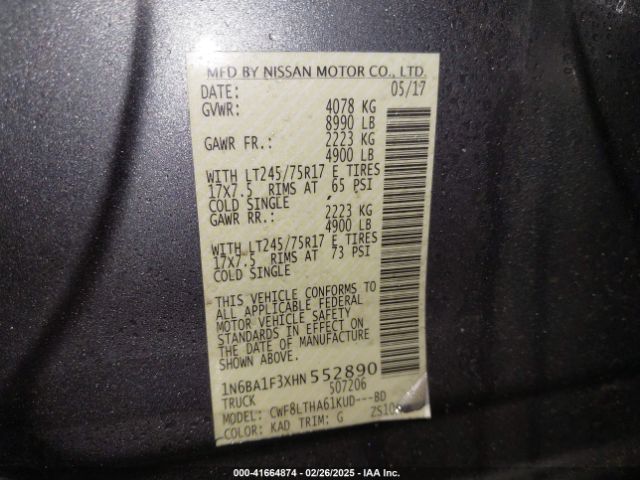 MFD BY NISSAN MOTOR CO., LTD.
DATE: 05/17
GVWR: 4078 KG
8990 LB
GAWR FR.: 2223 KG
4900 LB
WITH LT245/75R17 E TIRES
17X7.5 RIMS AT 65 PSI
COLD SINGLE
GAWR RR.: 2223 KG
4900 LB
WITH LT245/75R17 E TIRES
17X7.5 RIMS AT 73 PSI
COLD SINGLE
THIS VEHICLE CONFORMS TO
ALL APPLICABLE FEDERAL
MOTOR VEHICLE SAFETY
STANDARDS IN EFFECT ON
THE DATE OF MANUFACTURE
SHOWN ABOVE.
1N6BA1F3XHN552890
TRUCK 507206
MODEL: CWF8LTHA61KUD---BD
COLOR: KAD TRIM: G
000-41664874 / 02/26/2025 - IAA Inc.